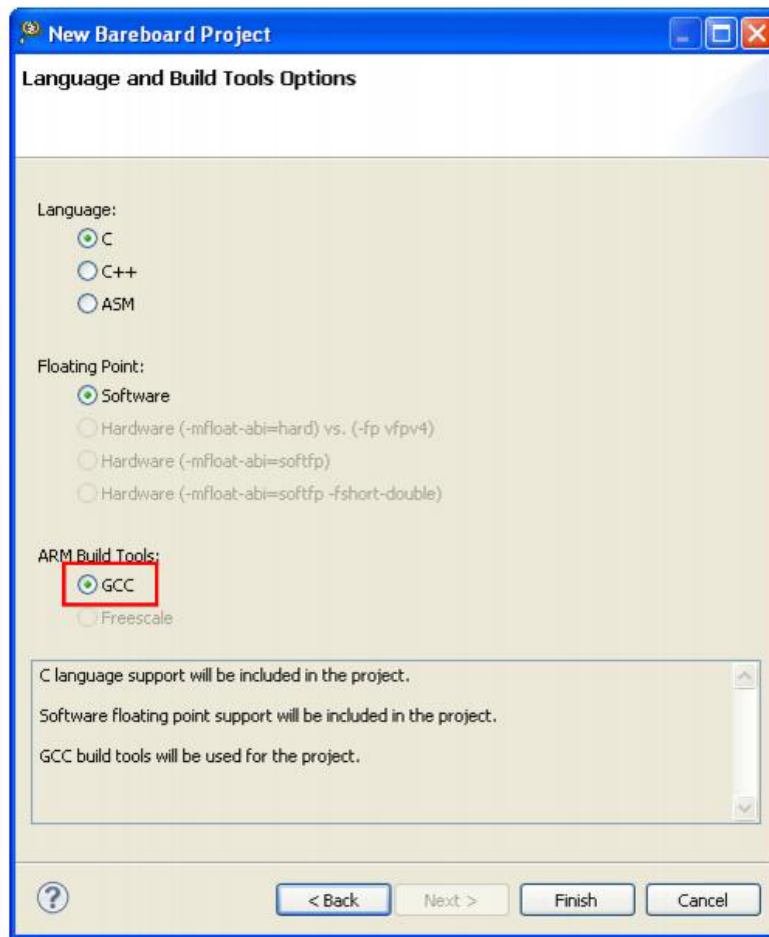 New Bareboard Project
Language and Build Tools Options
Language:
C
C++
ASM
Floating Point:
Software
Hardware (-mfloat-abi=hard) vs. (-fp vfpv4)
Hardware (-mfloat-abi=softfp)
Hardware (-mfloat-abi=softfp -fshort-double)
ARM Build Tools:
GCC
Freescale
C language support will be included in the project.
Software floating point support will be included in the project.
GCC build tools will be used for the project.
? < Back Next > Finish Cancel